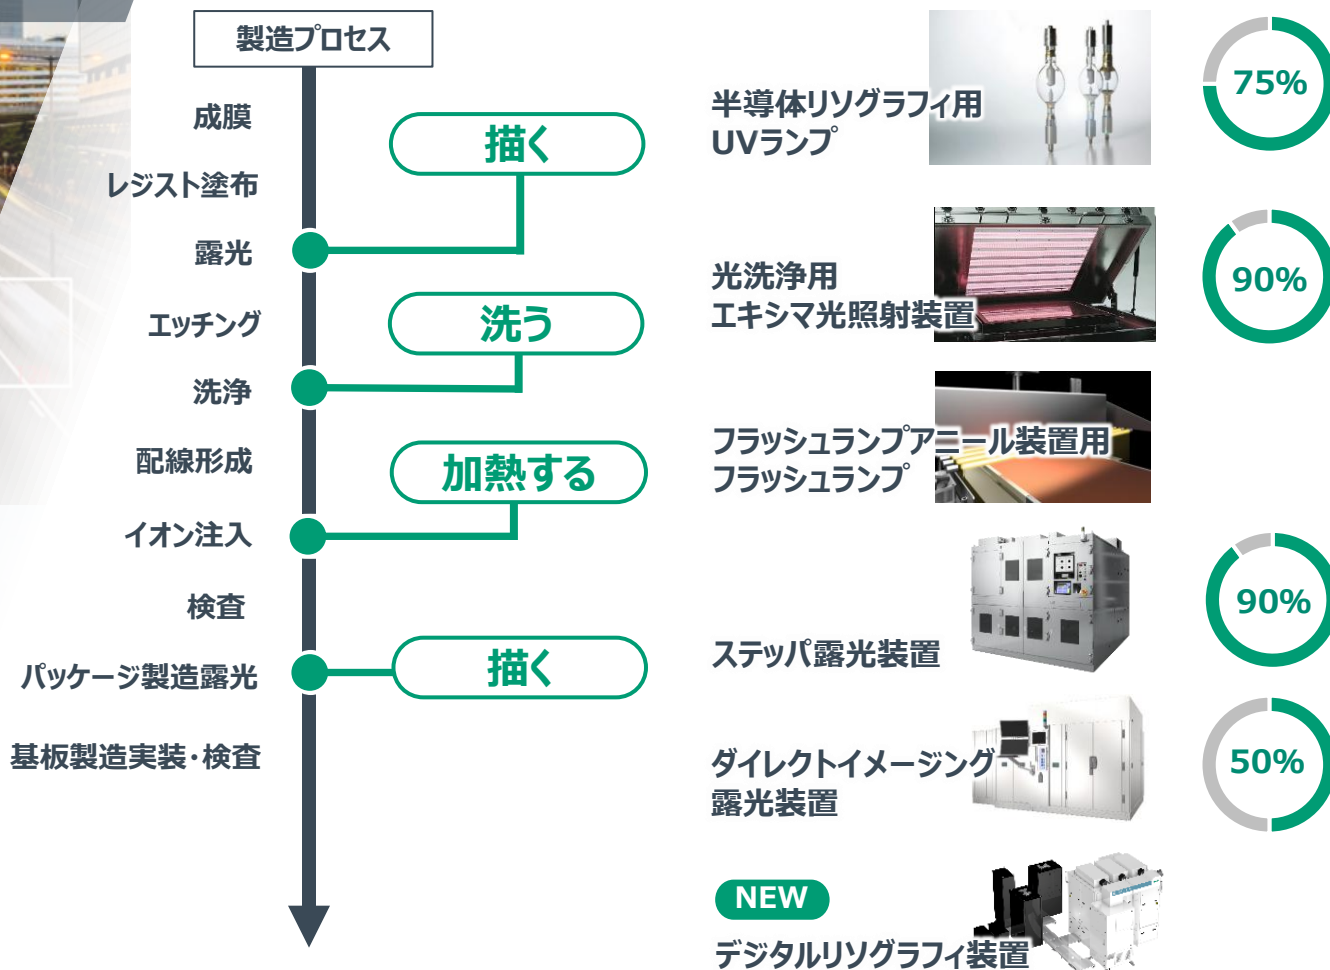 製造プロセス
成膜
レジスト塗布
露光
エッチング
洗浄
配線形成
イオン注入
検査
パッケージ製造露光
基板製造実装・検査
描く
洗う
加熱する
描く
半導体リソグラフィ用
UVランプ
75%
光洗浄用
エキシマ光照射装置
90%
フラッシュランプアニール装置用
フラッシュランプ
ステッパ露光装置
90%
ダイレクトイメージング
露光装置
50%
NEW
デジタルリソグラフィ装置